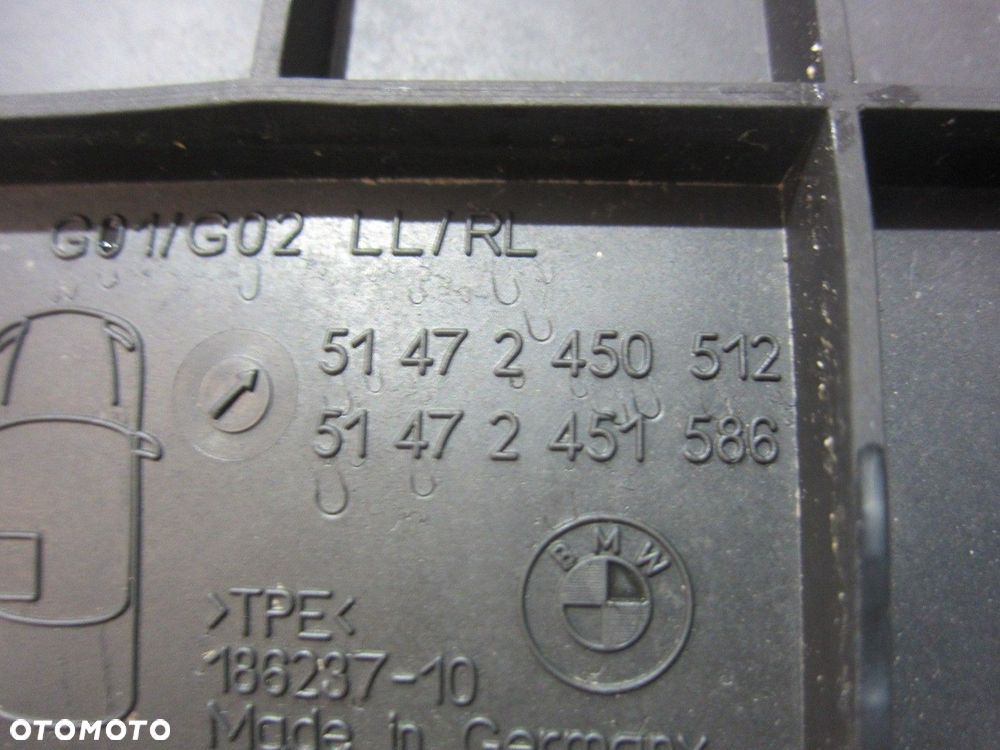 G01/G02 LL/RL
51 47 2 450 512
51 47 2 451 586
BMW
>TPE<
186237-10
Made in Germany
OTOMOTO